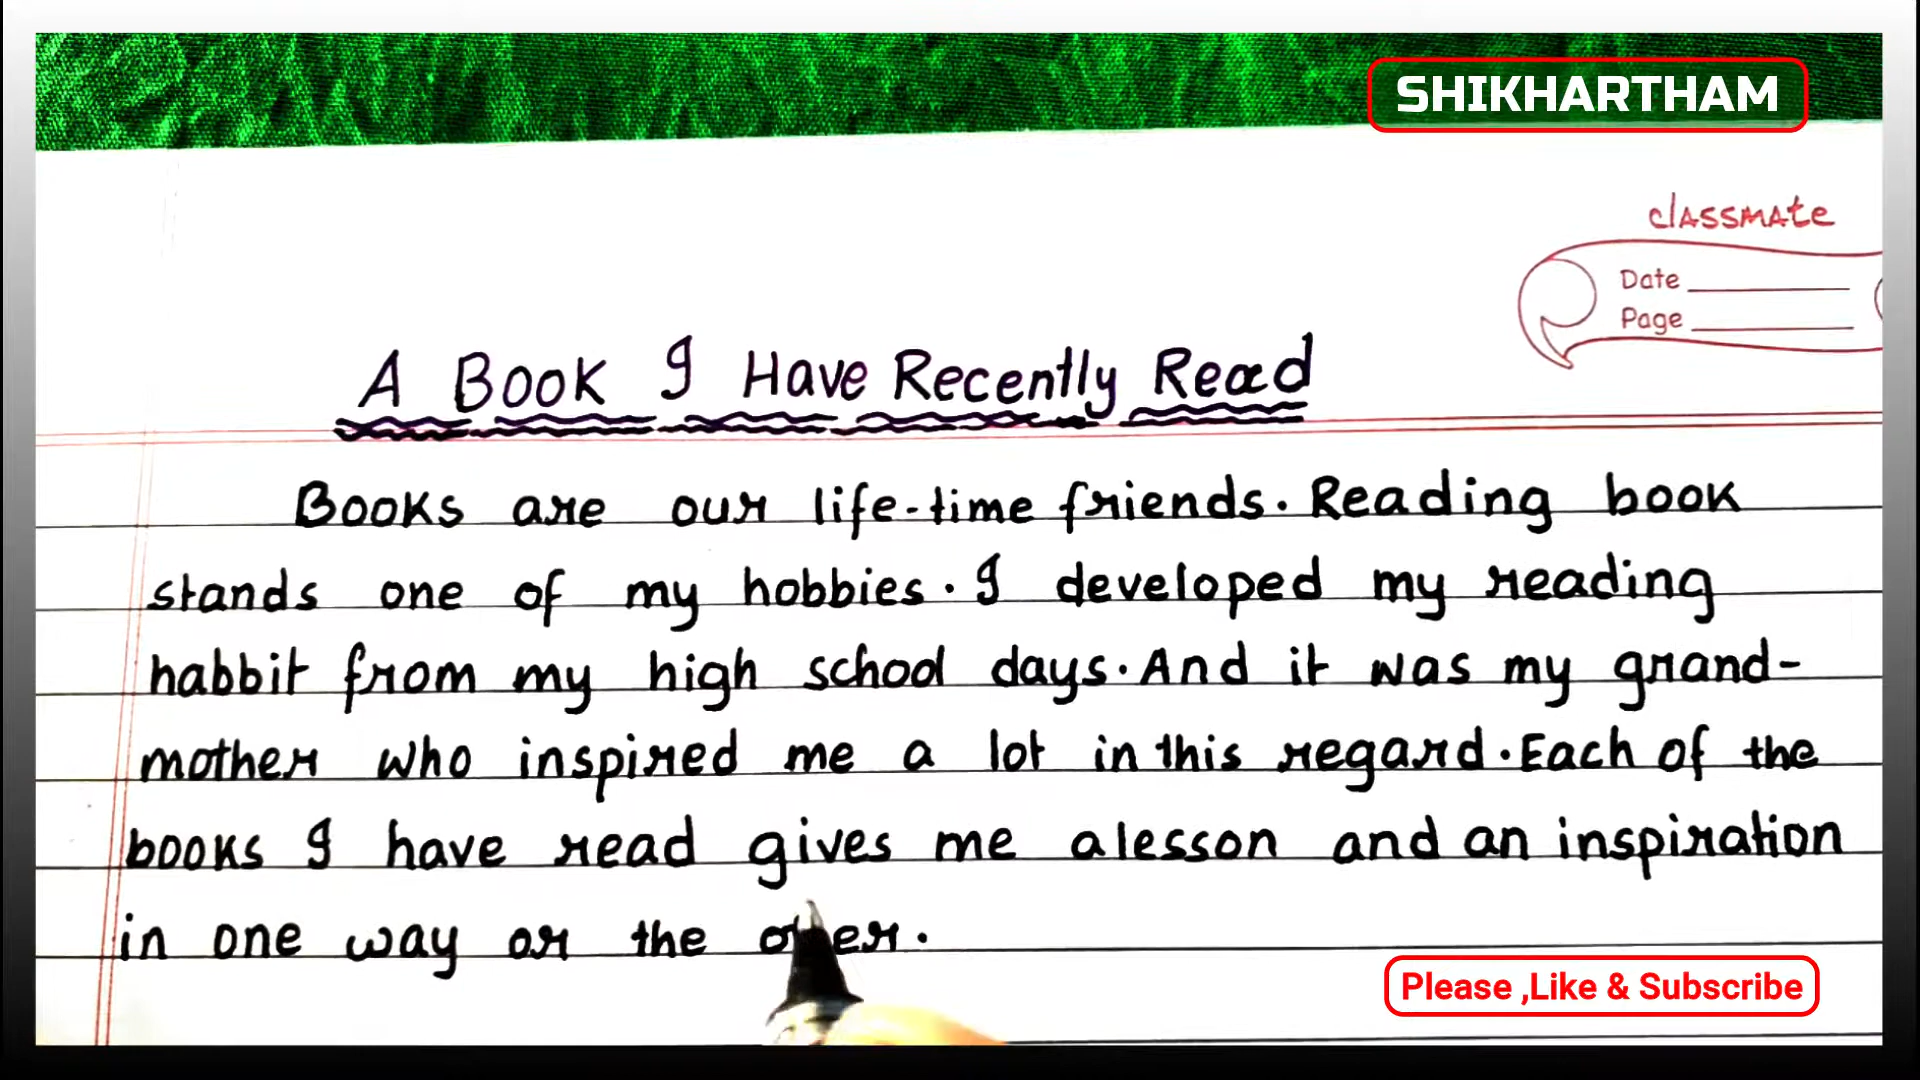 SHIKHARTHAM
classmate
Date
Page
A Book I Have Recently Read
Books are our life-time friends. Reading book
stands one of my hobbies. I developed my reading
habbit from my high school days. And it was my grand-
mother who inspired me a lot in this regard. Each of the
books I have read gives me a lesson and an inspiration
in one way or the
Please ,Like & Subscribe